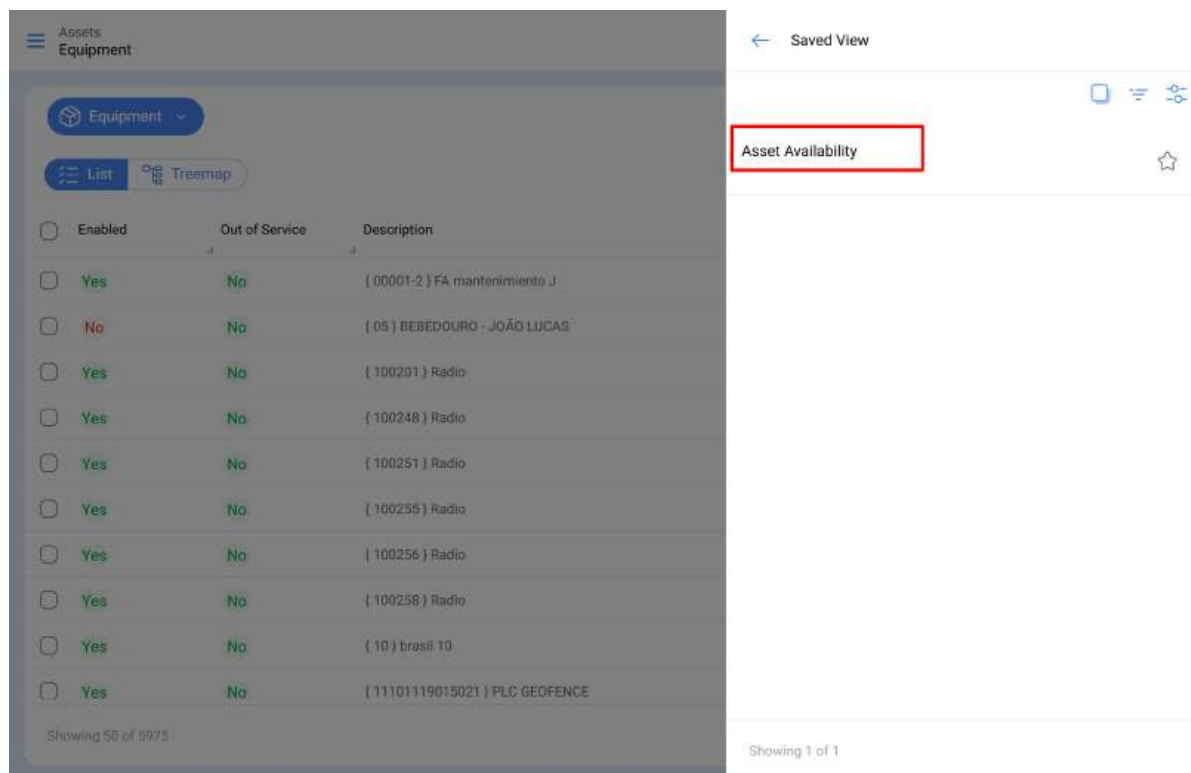 Assets
Equipment
Equipment
List Treemap
Enabled Out of Service Description
Yes No { 00001-2 } FA mantenimiento J
No No { 05 } BEBEDOURO - JOÃO LUCAS
Yes No { 100201 } Radio
Yes No { 100248 } Radio
Yes No { 100251 } Radio
Yes No { 100255 } Radio
Yes No { 100256 } Radio
Yes No { 100258 } Radio
Yes No { 10 } brasil 10
Yes No { 11101119015021 } PLC GEOFENCE
Showing 50 of 5975
Saved View
Asset Availability
Showing 1 of 1